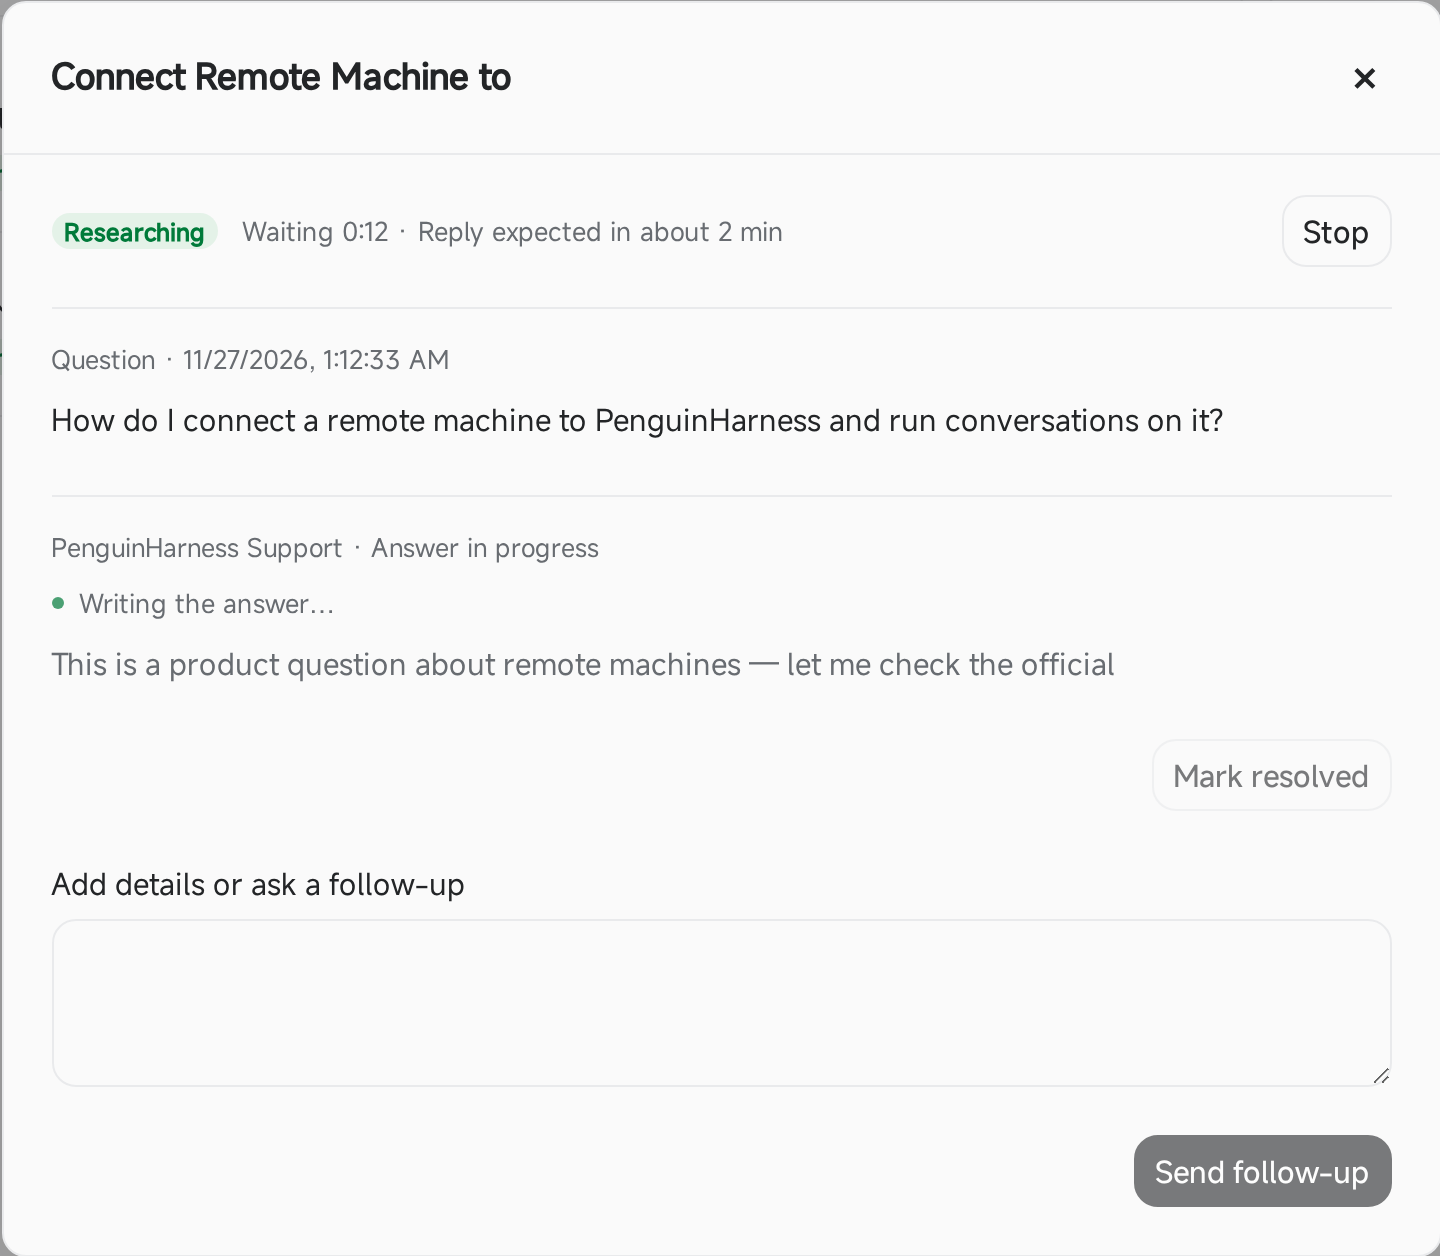 Connect Remote Machine to
Researching Waiting 0:12 · Reply expected in about 2 min Stop
Question · 11/27/2026, 1:12:33 AM
How do I connect a remote machine to PenguinHarness and run conversations on it?
PenguinHarness Support · Answer in progress
Writing the answer…
This is a product question about remote machines — let me check the official
Mark resolved
Add details or ask a follow-up
Send follow-up